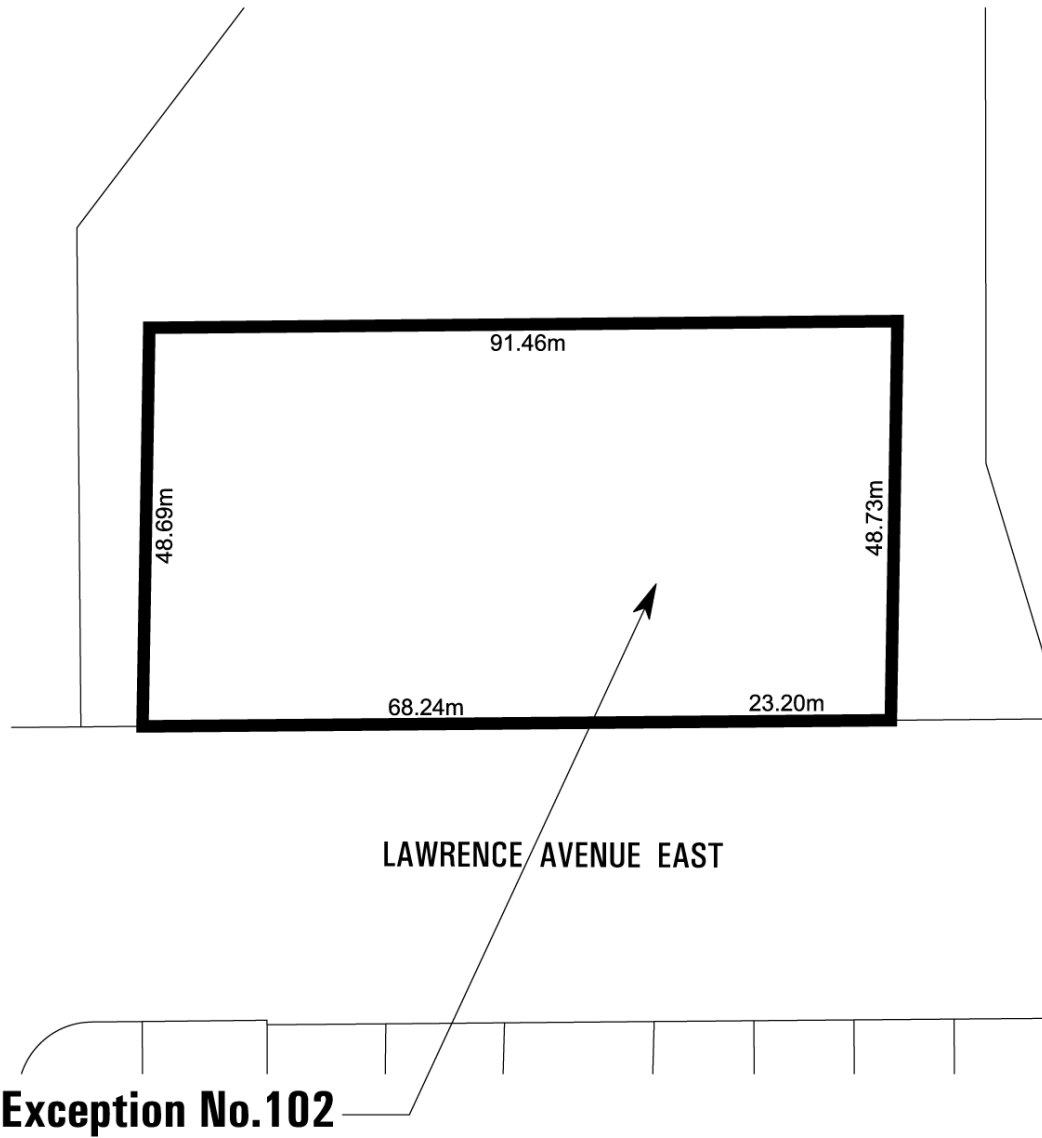 91.46m
48.69m
48.73m
68.24m
23.20m
LAWRENCE AVENUE EAST
Exception No.102